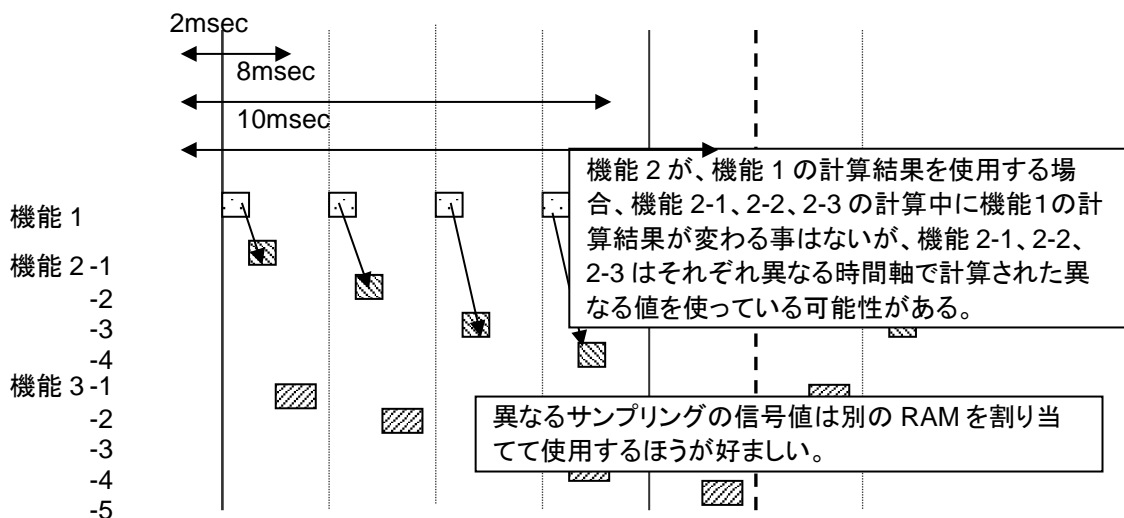 2msec
8msec
10msec
機能 2 が、機能 1 の計算結果を使用する場
合、機能 2-1、2-2、2-3 の計算中に機能1の計
算結果が変わる事はないが、機能 2-1、2-2、
2-3 はそれぞれ異なる時間軸で計算された異
なる値を使っている可能性がある。
機能 1
機能 2 -1
-2
-3
-4
機能 3 -1
-2
-3
-4
-5
異なるサンプリングの信号値は別の RAM を割り当
てて使用するほうが好ましい。